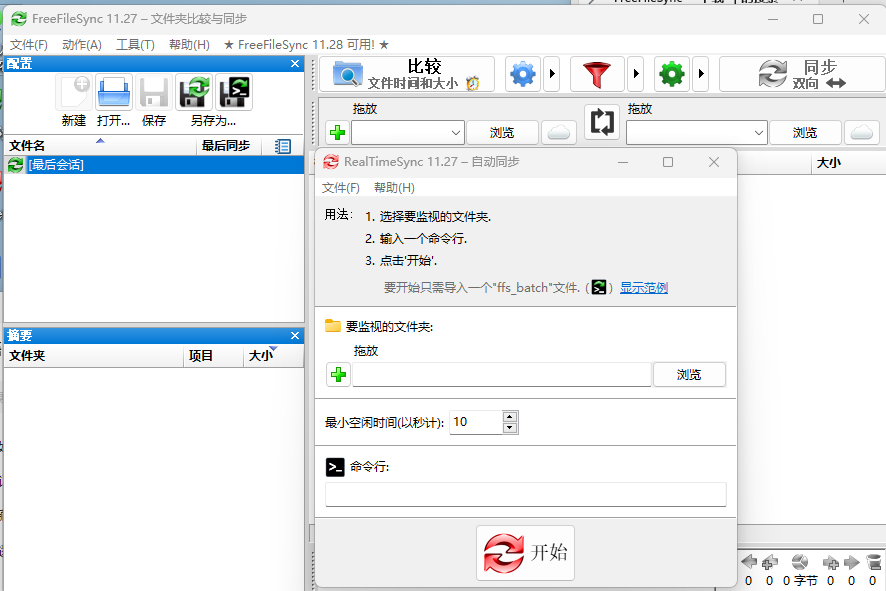 FreeFileSync 11.27 – 文件夹比较与同步
文件(F) 动作(A) 工具(T) 帮助(H) ★ FreeFileSync 11.28 可用! ★
配置
新建 打开... 保存 另存为...
文件名 最后同步
[最后会话]
摘要
文件夹 项目 大小
比较
文件时间和大小
同步
双向
拖放
浏览
拖放
浏览
大小
RealTimeSync 11.27 – 自动同步
文件(F) 帮助(H)
用法: 1. 选择要监视的文件夹.
2. 输入一个命令行.
3. 点击'开始'.
要开始只需导入一个"ffs_batch"文件. ( ) 显示范例
要监视的文件夹:
拖放
浏览
最小空闲时间(以秒计): 10
命令行:
开始
0 0 0 字节 0 0 0